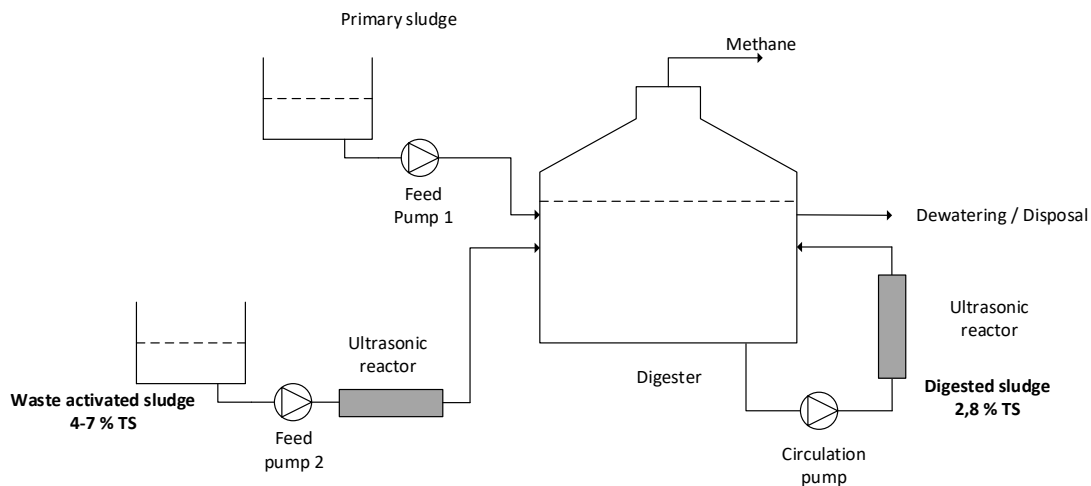 Primary sludge
Methane
Feed
Pump 1
Dewatering / Disposal
Ultrasonic
reactor
Ultrasonic
reactor
Digester
Waste activated sludge
4-7 % TS
Digested sludge
2,8 % TS
Feed
pump 2
Circulation
pump